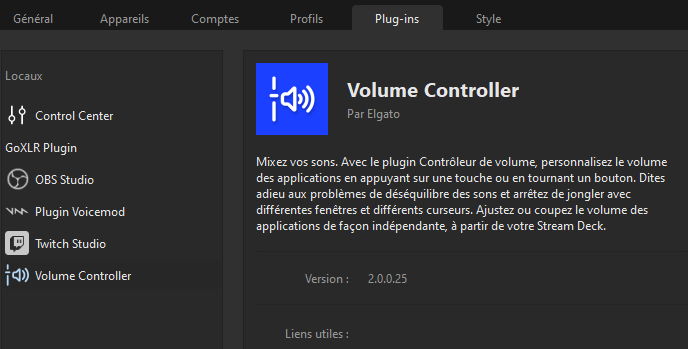 Général Appareils Comptes Profils Plug-ins Style
Locaux
Control Center
GoXLR Plugin
OBS Studio
Plugin Voicemod
Twitch Studio
Volume Controller
Volume Controller
Par Elgato
Mixez vos sons. Avec le plugin Contrôleur de volume, personnalisez le volume
des applications en appuyant sur une touche ou en tournant un bouton. Dites
adieu aux problèmes de déséquilibre des sons et arrêtez de jongler avec
différentes fenêtres et différents curseurs. Ajustez ou coupez le volume des
applications de façon indépendante, à partir de votre Stream Deck.
Version : 2.0.0.25
Liens utiles :